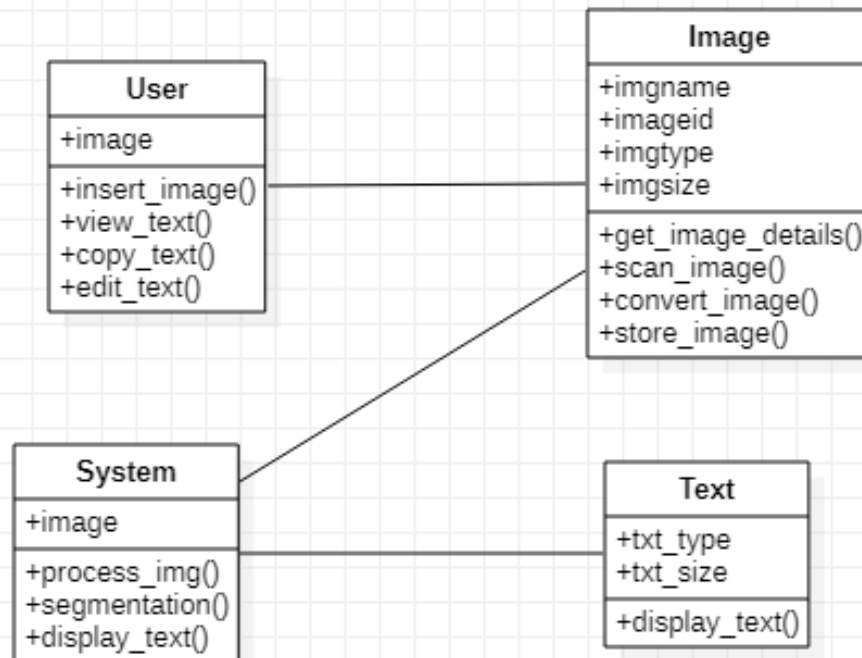 User
+image
+insert_image()
+view_text()
+copy_text()
+edit_text()
Image
+imgname
+imageid
+imgtype
+imgsize
+get_image_details()
+scan_image()
+convert_image()
+store_image()
System
+image
+process_img()
+segmentation()
+display_text()
Text
+txt_type
+txt_size
+display_text()